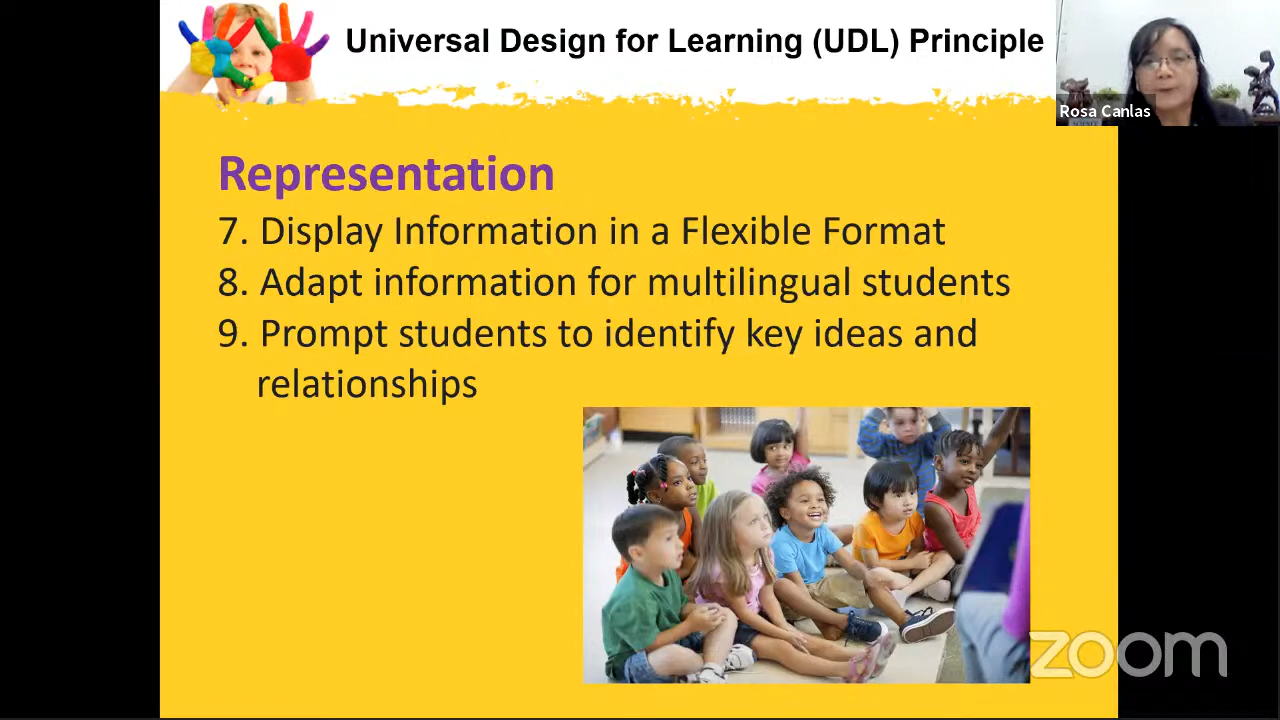 Universal Design for Learning (UDL) Principle
Rosa Canlas
Representation
7. Display Information in a Flexible Format
8. Adapt information for multilingual students
9. Prompt students to identify key ideas and
relationships
zoom